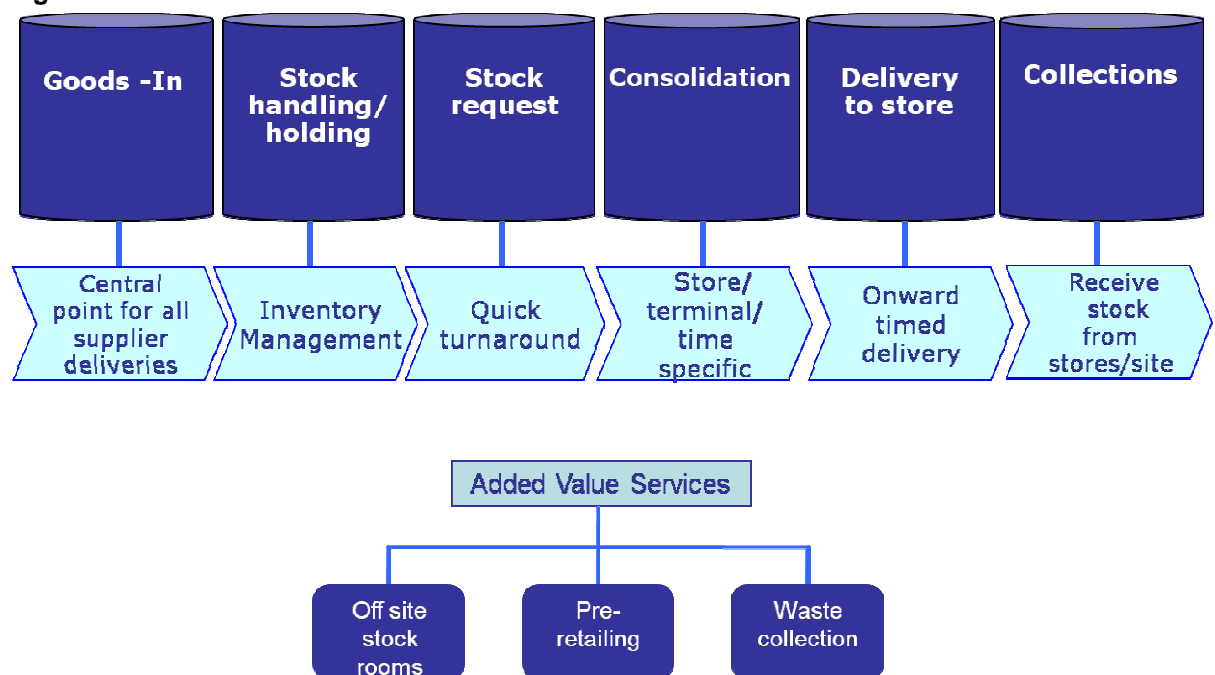 Goods -In
Stock
handling/
holding
Stock
request
Consolidation
Delivery
to store
Collections
Central
point for all
supplier
deliveries
Inventory
Management
Quick
turnaround
Store/
terminal/
time
specific
Onward
timed
delivery
Receive
stock
from
stores/site
Added Value Services
Off site
stock
rooms
Pre-
retailing
Waste
collection